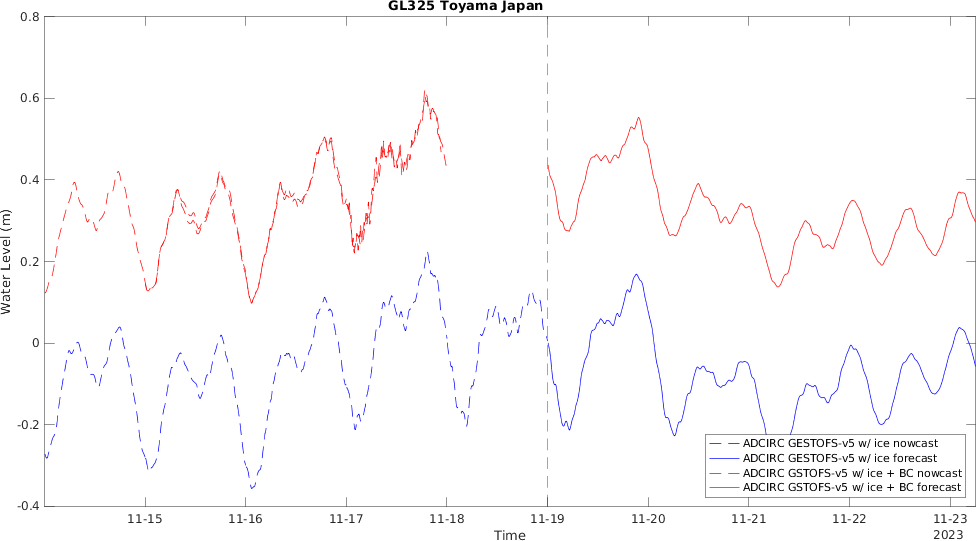 GL325 Toyama Japan
0.8
0.6
0.4
0.2
0
-0.2
-0.4
Water Level (m)
ADCIRC GESTOFS-v5 w/ ice nowcast
ADCIRC GESTOFS-v5 w/ ice forecast
ADCIRC GSTOFS-v5 w/ ice + BC nowcast
ADCIRC GSTOFS-v5 w/ ice + BC forecast
11-15 11-16 11-17 11-18 11-19 11-20 11-21 11-22 11-23
Time 2023